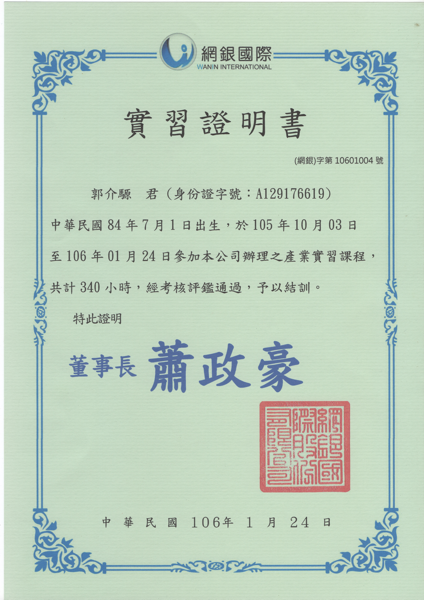 網銀國際
WANIN INTERNATIONAL
實習證明書
(網銀)字第 10601004 號
郭介驅 君(身份證字號:A129176619)
中華民國 84 年 7 月 1 日出生,於 105 年 10 月 03 日
至 106 年 01 月 24 日參加本公司辦理之產業實習課程,
共計 340 小時,經考核評鑑通過,予以結訓。
特此證明
董事長 蕭政豪
網銀國際股份有限公司
中華民國 106年 1 月 24 日